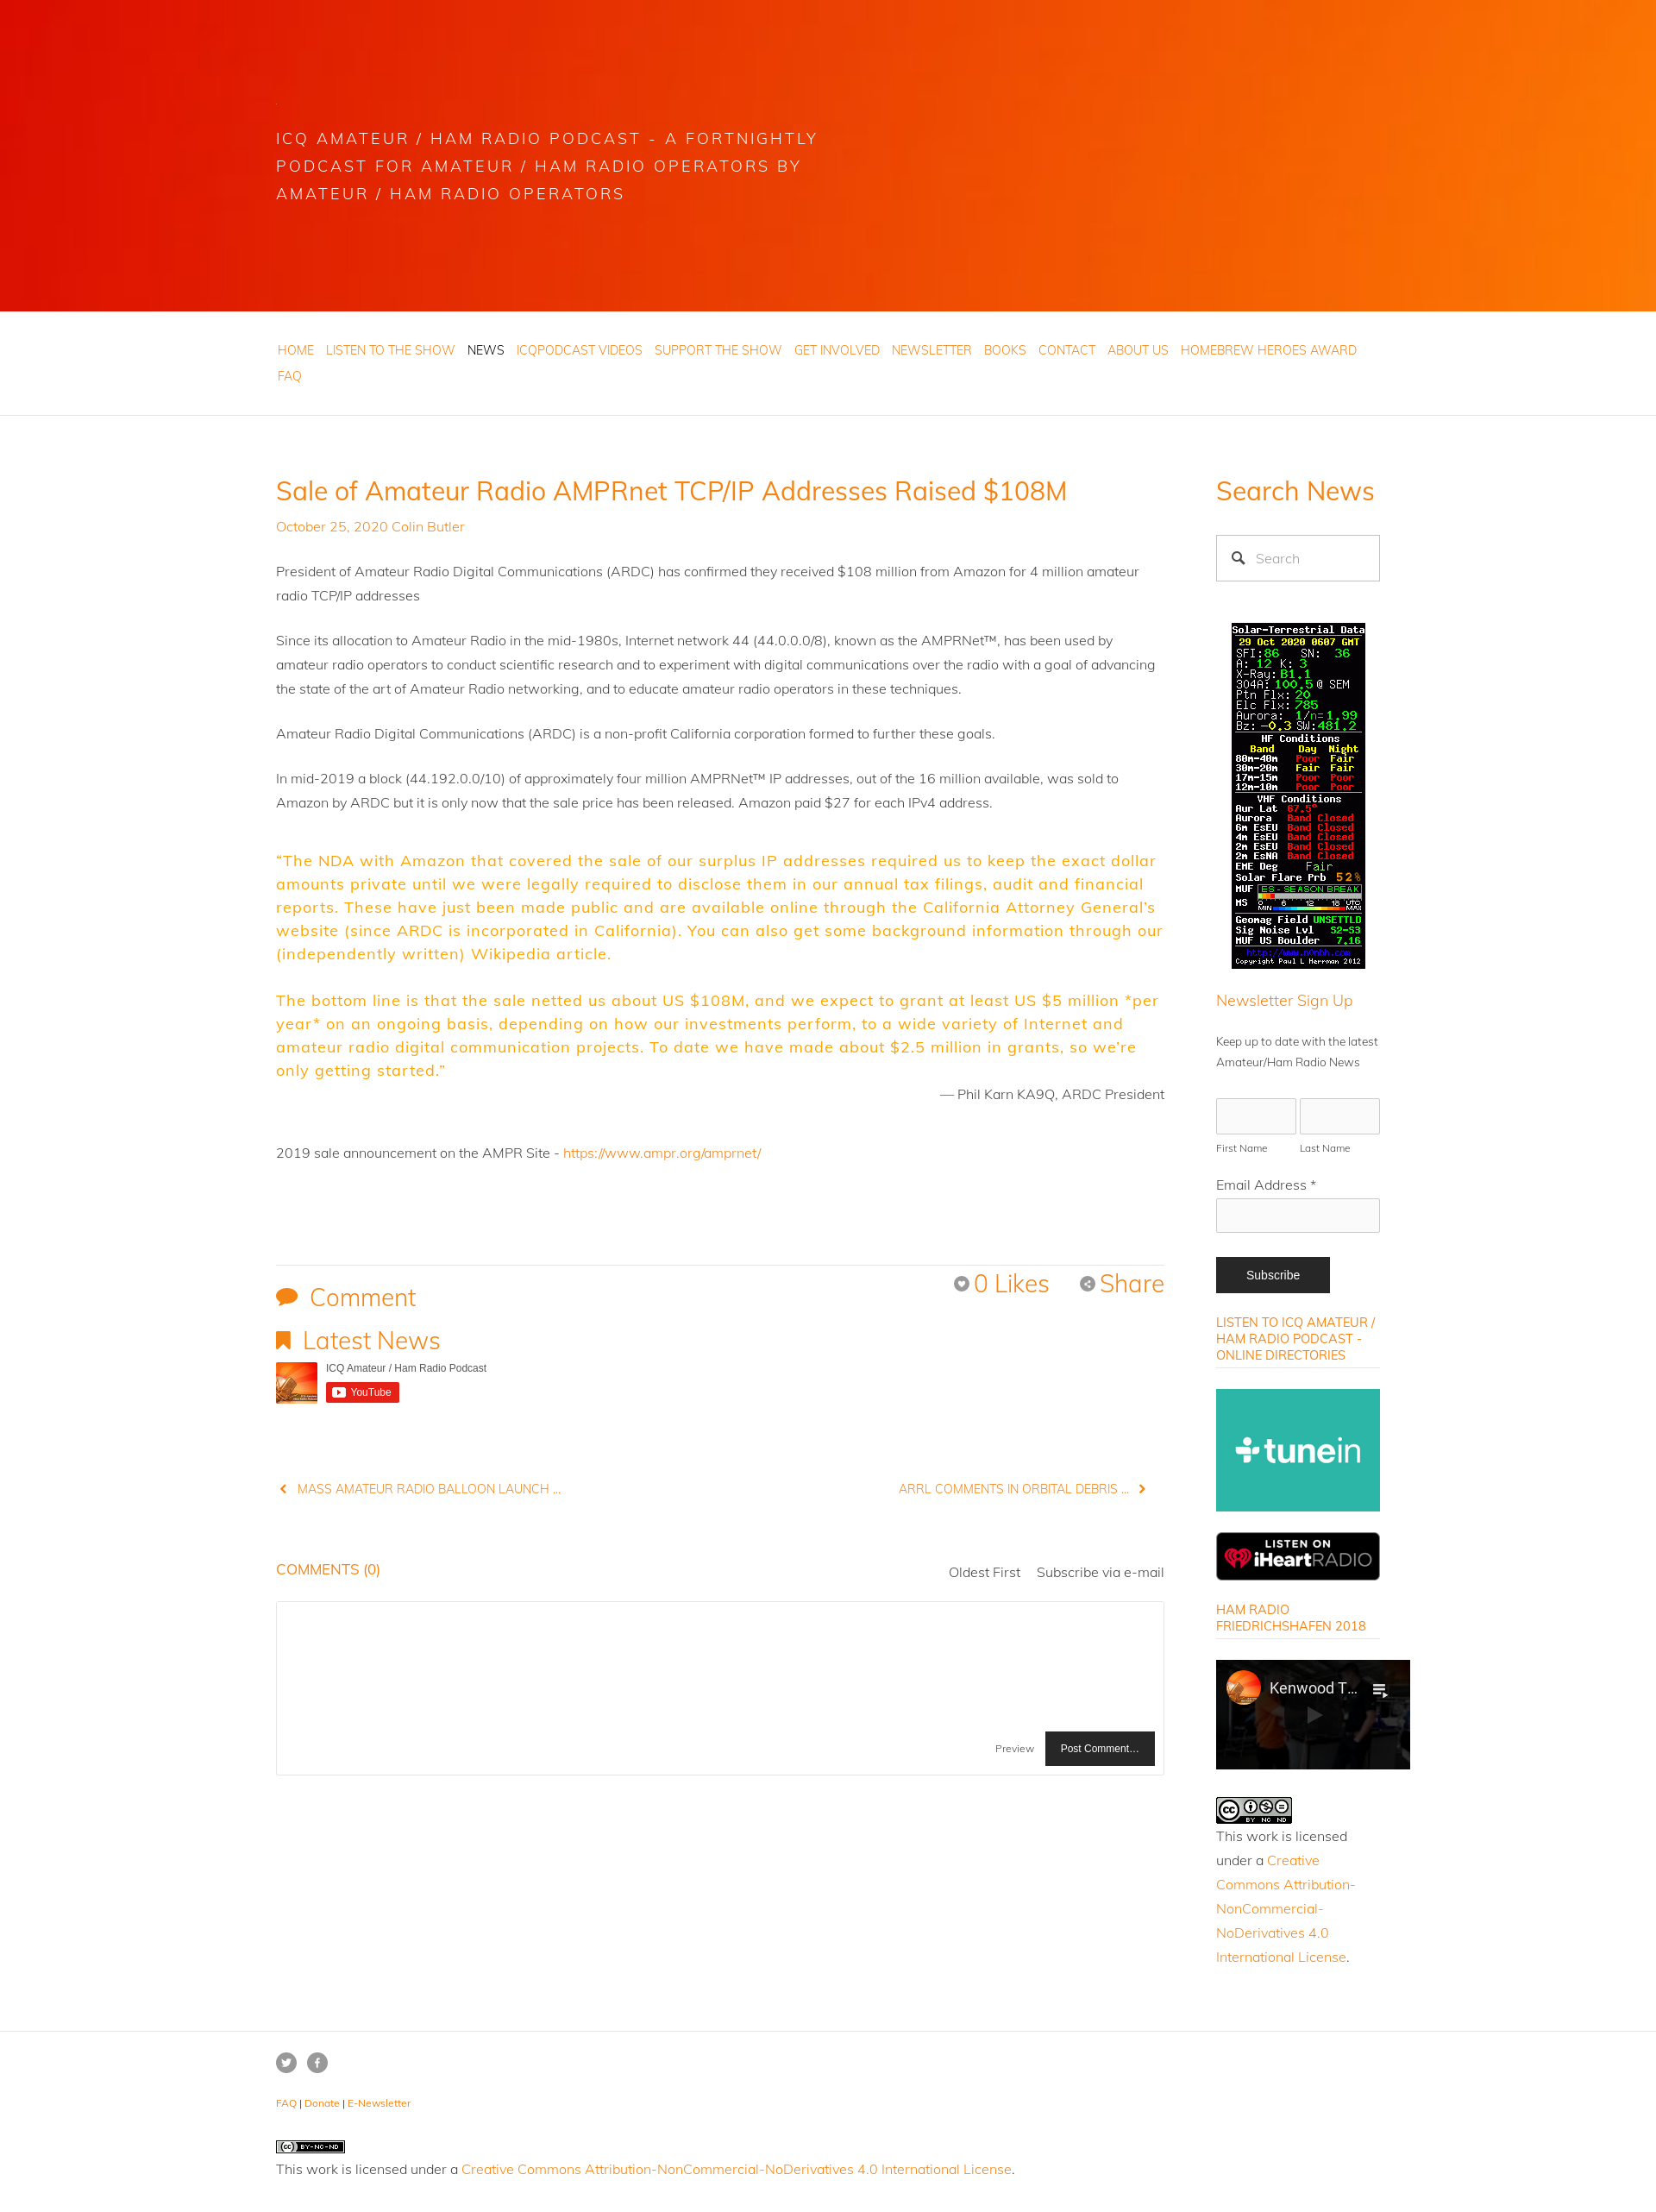 ICQ AMATEUR / HAM RADIO PODCAST - A FORTNIGHTLY
PODCAST FOR AMATEUR / HAM RADIO OPERATORS BY
AMATEUR / HAM RADIO OPERATORS
HOME LISTEN TO THE SHOW NEWS ICQPODCAST VIDEOS SUPPORT THE SHOW GET INVOLVED NEWSLETTER BOOKS CONTACT ABOUT US HOMEBREW HEROES AWARD
FAQ
Sale of Amateur Radio AMPRnet TCP/IP Addresses Raised $108M
October 25, 2020 Colin Butler
President of Amateur Radio Digital Communications (ARDC) has confirmed they received $108 million from Amazon for 4 million amateur
radio TCP/IP addresses
Since its allocation to Amateur Radio in the mid-1980s, Internet network 44 (44.0.0.0/8), known as the AMPRNet™, has been used by
amateur radio operators to conduct scientific research and to experiment with digital communications over the radio with a goal of advancing
the state of the art of Amateur Radio networking, and to educate amateur radio operators in these techniques.
Amateur Radio Digital Communications (ARDC) is a non-profit California corporation formed to further these goals.
In mid-2019 a block (44.192.0.0/10) of approximately four million AMPRNet™ IP addresses, out of the 16 million available, was sold to
Amazon by ARDC but it is only now that the sale price has been released. Amazon paid $27 for each IPv4 address.
“The NDA with Amazon that covered the sale of our surplus IP addresses required us to keep the exact dollar
amounts private until we were legally required to disclose them in our annual tax filings, audit and financial
reports. These have just been made public and are available online through the California Attorney General’s
website (since ARDC is incorporated in California). You can also get some background information through our
(independently written) Wikipedia article.
The bottom line is that the sale netted us about US $108M, and we expect to grant at least US $5 million *per
year* on an ongoing basis, depending on how our investments perform, to a wide variety of Internet and
amateur radio digital communication projects. To date we have made about $2.5 million in grants, so we’re
only getting started.”
— Phil Karn KA9Q, ARDC President
2019 sale announcement on the AMPR Site - https://www.ampr.org/amprnet/
Comment
0 Likes Share
Latest News
ICQ Amateur / Ham Radio Podcast
YouTube
MASS AMATEUR RADIO BALLOON LAUNCH ...
ARRL COMMENTS IN ORBITAL DEBRIS ...
COMMENTS (0)
Oldest First Subscribe via e-mail
Preview Post Comment…
Search News
Search
Solar-Terrestrial Data
29 Oct 2020 0607 GMT
SFI:86 SN: 36
A: 12 K: 3
X-Ray:B1.1
304A:100.5 @ SEM
Ptn Flx: 20
Elc Flx: 785
Aurora: 1/n=1.99
Bz: -0.3 SW:481.2
HF Conditions
Band Day Night
80m-40m Poor Fair
30m-20m Fair Fair
17m-15m Poor Poor
12m-10m Poor Poor
VHF Conditions
Aur Lat 67.5°
Aurora Band Closed
6m EsEU Band Closed
4m EsEU Band Closed
2m EsEU Band Closed
2m EsNA Band Closed
EME Deg Fair
Solar Flare Prb 52%
MUF ES - SEASON BREAK
MS 0 6 12 18 UTC
MIN MAX
Geomag Field UNSETTLD
Sig Noise Lvl S2-S3
MUF US Boulder 7.16
http://www.n0nbh.com
Copyright Paul L Herrman 2012
Newsletter Sign Up
Keep up to date with the latest
Amateur/Ham Radio News
First Name Last Name
Email Address *
Subscribe
LISTEN TO ICQ AMATEUR /
HAM RADIO PODCAST -
ONLINE DIRECTORIES
tunein
LISTEN ON
iHeartRADIO
HAM RADIO
FRIEDRICHSHAFEN 2018
Kenwood T...
cc BY NC ND
This work is licensed
under a Creative
Commons Attribution-
NonCommercial-
NoDerivatives 4.0
International License.
FAQ | Donate | E-Newsletter
cc BY-NC-ND
This work is licensed under a Creative Commons Attribution-NonCommercial-NoDerivatives 4.0 International License.